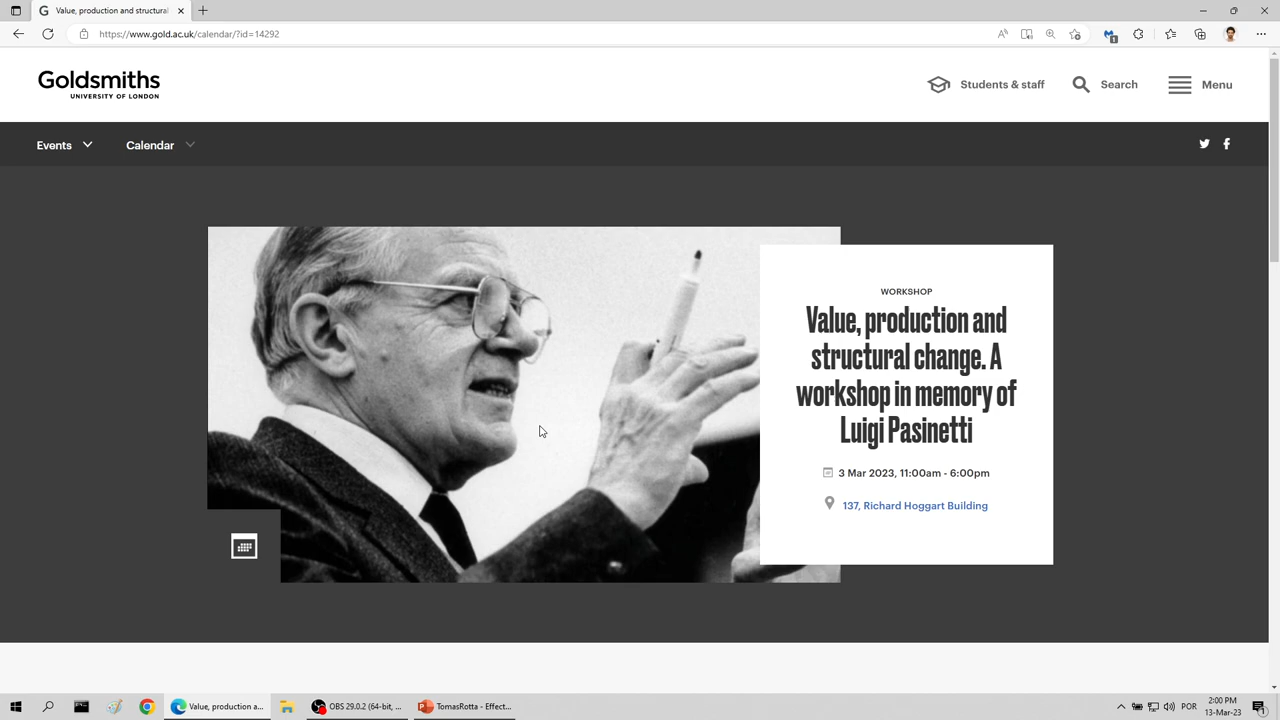 Value, production and structural
https://www.gold.ac.uk/calendar/?id=14292
Goldsmiths
UNIVERSITY OF LONDON
Students & staff
Search
Menu
Events
Calendar
WORKSHOP
Value, production and
structural change. A
workshop in memory of
Luigi Pasinetti
3 Mar 2023, 11:00am - 6:00pm
137, Richard Hoggart Building
Value, production a...
OBS 29.0.2 (64-bit, ...
TomasRotta - Effect...
POR
2:00 PM
13-Mar-23